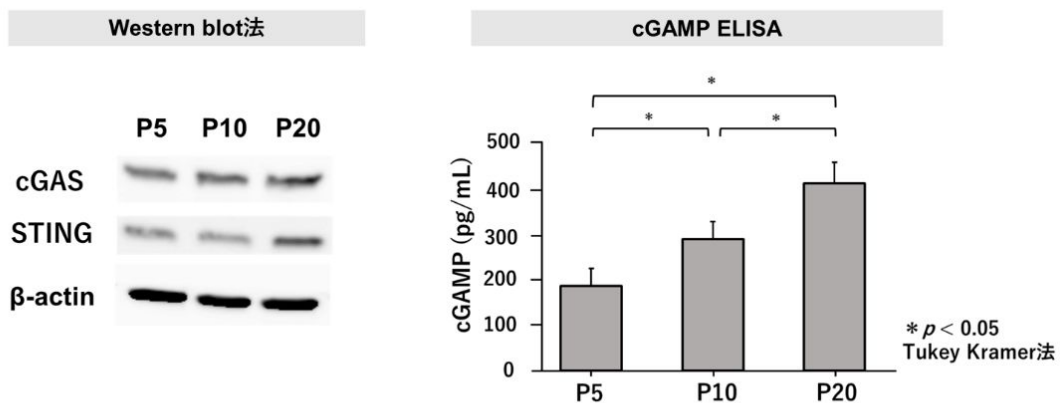 Western blot法
P5 P10 P20
cGAS
STING
β-actin
cGAMP ELISA
*
* *
cGAMP (pg/mL)
500
400
300
200
100
0
P5 P10 P20
* p < 0.05
Tukey Kramer法